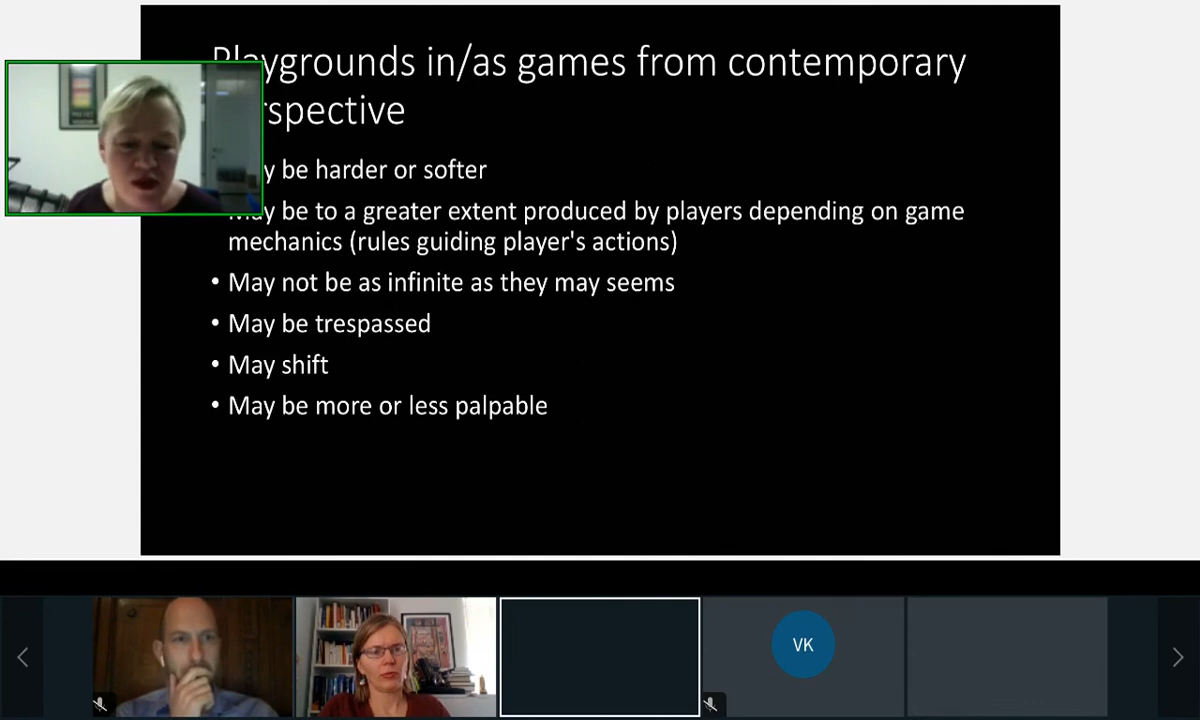 Playgrounds in/as games from contemporary
rspective
y be harder or softer
May be to a greater extent produced by players depending on game
mechanics (rules guiding player's actions)
• May not be as infinite as they may seems
• May be trespassed
• May shift
• May be more or less palpable
VK